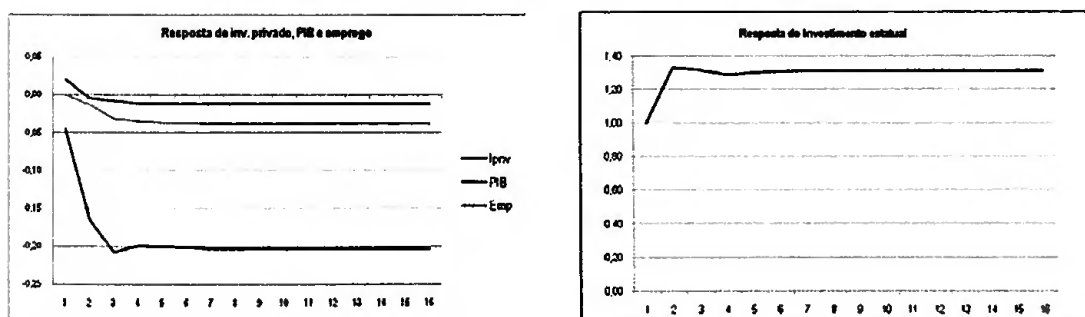 Resposta de inv. privado, PIB e emprego
0,05
0,00
0,05
-0,10
-0,15
-0,20
-0,25
1 2 3 4 5 6 7 8 9 10 11 12 13 14 15 16
Ipriv
PIB
Emp
Resposta do Investimento estatual
1,40
1,20
1,00
0,80
0,60
0,40
0,20
0,00
1 2 3 4 5 6 7 8 9 10 11 12 13 14 15 16